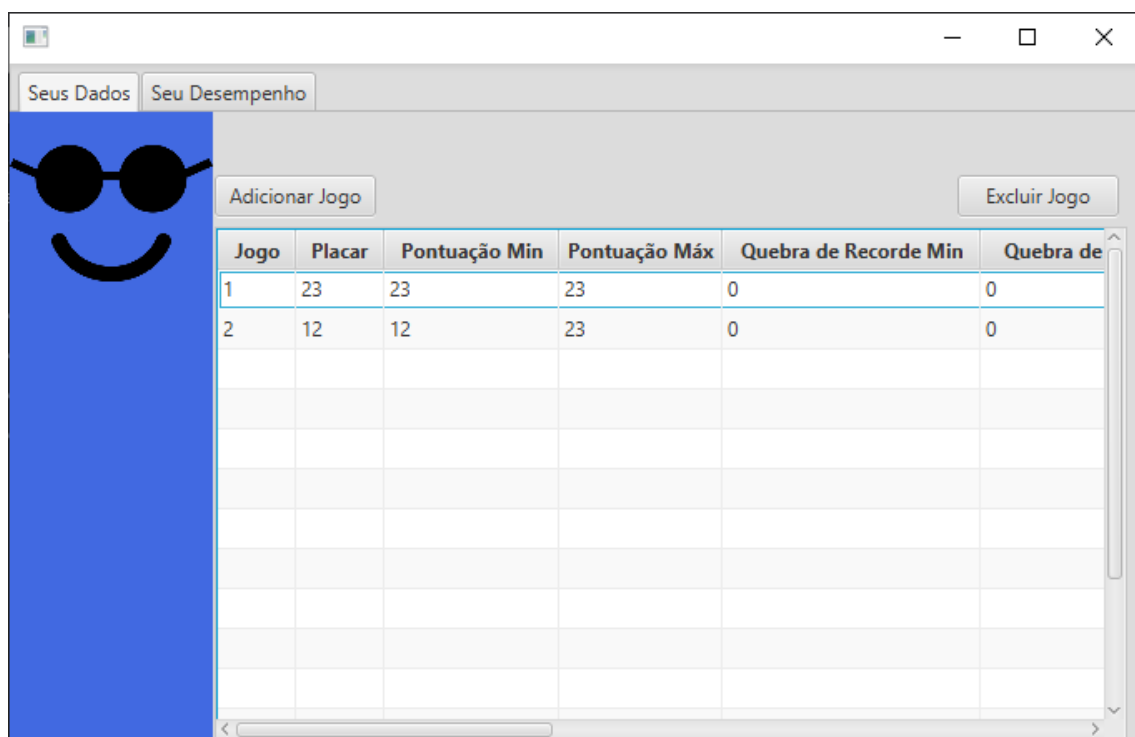 Seus Dados Seu Desempenho
Adicionar Jogo Excluir Jogo
Jogo Placar Pontuação Min Pontuação Máx Quebra de Recorde Min Quebra de
1 23 23 23 0 0
2 12 12 23 0 0